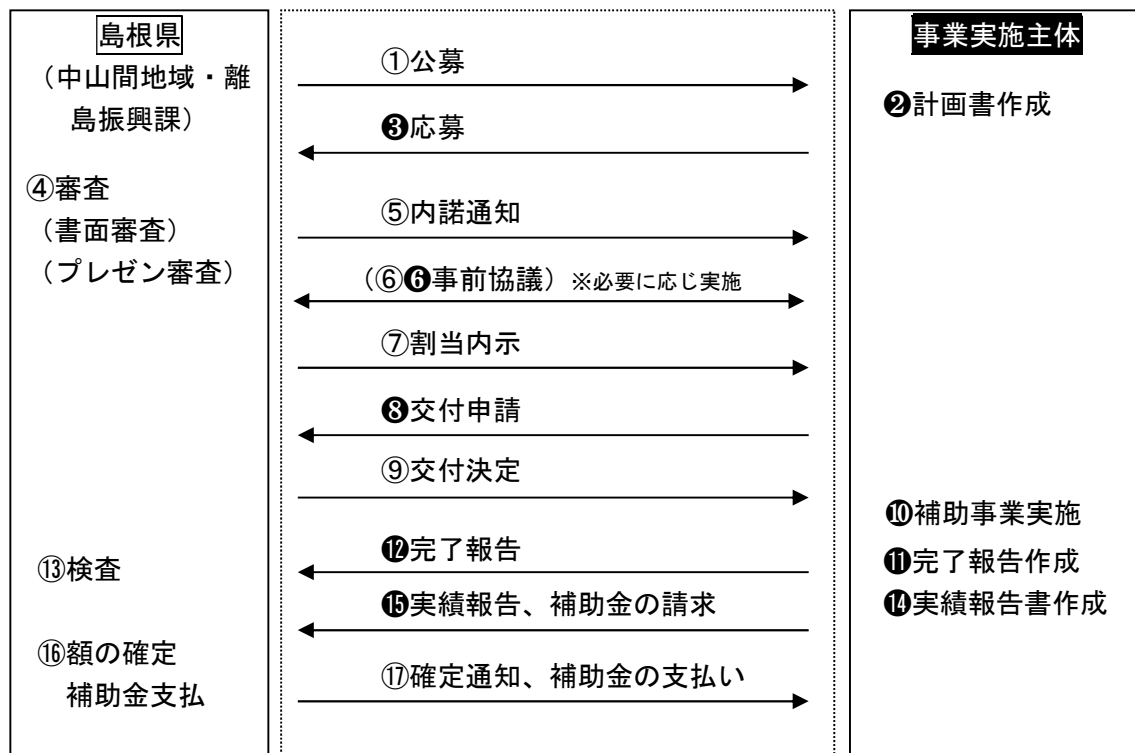 島根県
（中山間地域・離
島振興課）
事業実施主体
①公募
❷計画書作成
❸応募
④審査
（書面審査）
（プレゼン審査）
⑤内諾通知
（⑥❻事前協議）※必要に応じ実施
⑦割当内示
❽交付申請
⑨交付決定
❿補助事業実施
⓫完了報告作成
⓬完了報告
⑬検査
⓮実績報告書作成
⓯実績報告、補助金の請求
⑯額の確定
補助金支払
⑰確定通知、補助金の支払い